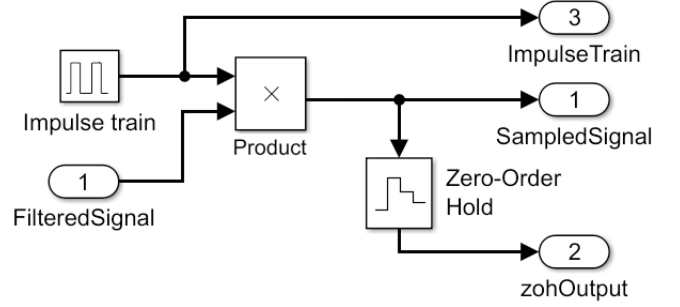 3
ImpulseTrain
Impulse train
×
Product
1
SampledSignal
1
FilteredSignal
Zero-Order
Hold
2
zohOutput